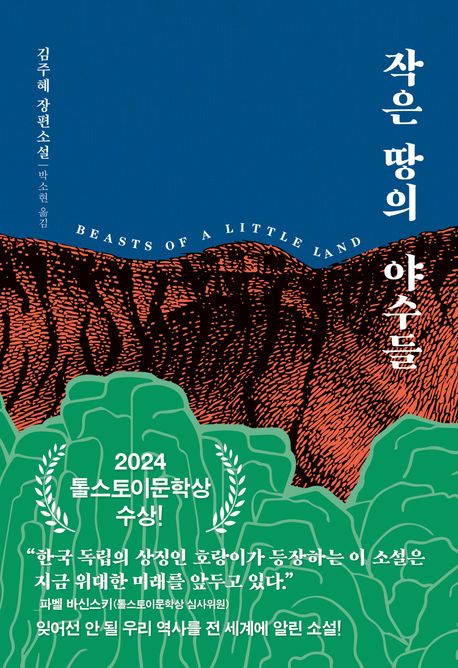 작은 땅의 야수들
김주혜 장편소설 | 박소현 옮김
BEASTS OF A LITTLE LAND
2024
톨스토이문학상
수상!
“한국 독립의 상징인 호랑이가 등장하는 이 소설은
지금 위대한 미래를 앞두고 있다.”
파벨 바신스키(톨스토이문학상 심사위원)
잊어선 안 될 우리 역사를 전 세계에 알린 소설!